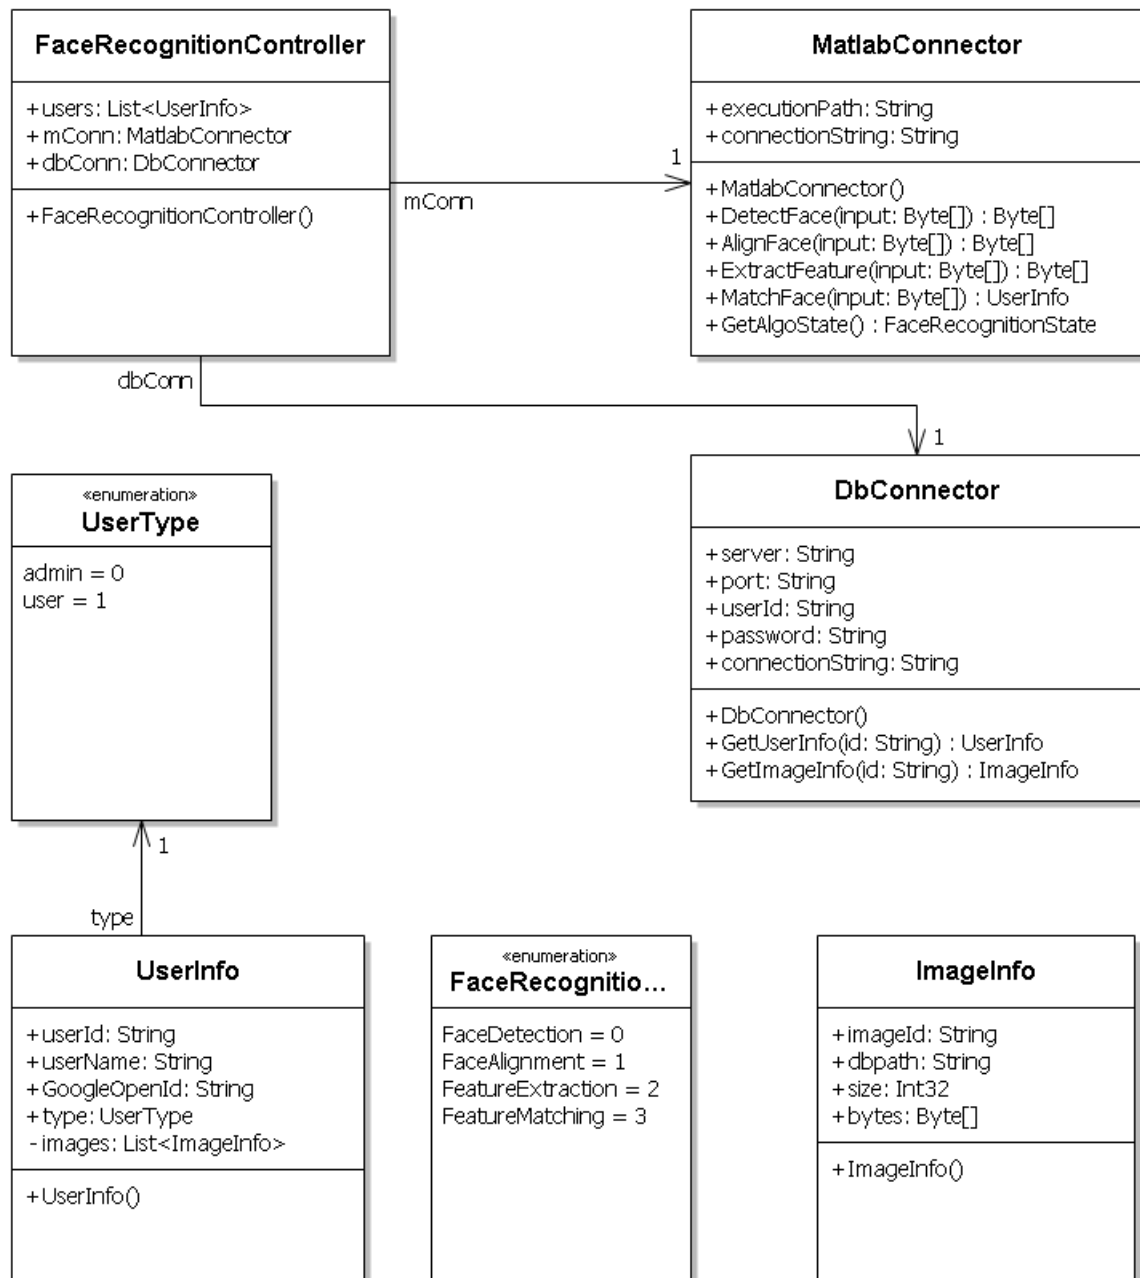 FaceRecognitionController
+users: List<UserInfo>
+mConn: MatlabConnector
+dbConn: DbConnector
+FaceRecognitionController()
mConn
1
MatlabConnector
+executionPath: String
+connectionString: String
+MatlabConnector()
+DetectFace(input: Byte[]) : Byte[]
+AlignFace(input: Byte[]) : Byte[]
+ExtractFeature(input: Byte[]) : Byte[]
+MatchFace(input: Byte[]) : UserInfo
+GetAlgoState() : FaceRecognitionState
dbConn
1
«enumeration»
UserType
admin = 0
user = 1
DbConnector
+server: String
+port: String
+userId: String
+password: String
+connectionString: String
+DbConnector()
+GetUserInfo(id: String) : UserInfo
+GetImageInfo(id: String) : ImageInfo
1
type
UserInfo
+userId: String
+userName: String
+GoogleOpenId: String
+type: UserType
-images: List<ImageInfo>
+UserInfo()
«enumeration»
FaceRecognitio...
FaceDetection = 0
FaceAlignment = 1
FeatureExtraction = 2
FeatureMatching = 3
ImageInfo
+imageId: String
+dbpath: String
+size: Int32
+bytes: Byte[]
+ImageInfo()